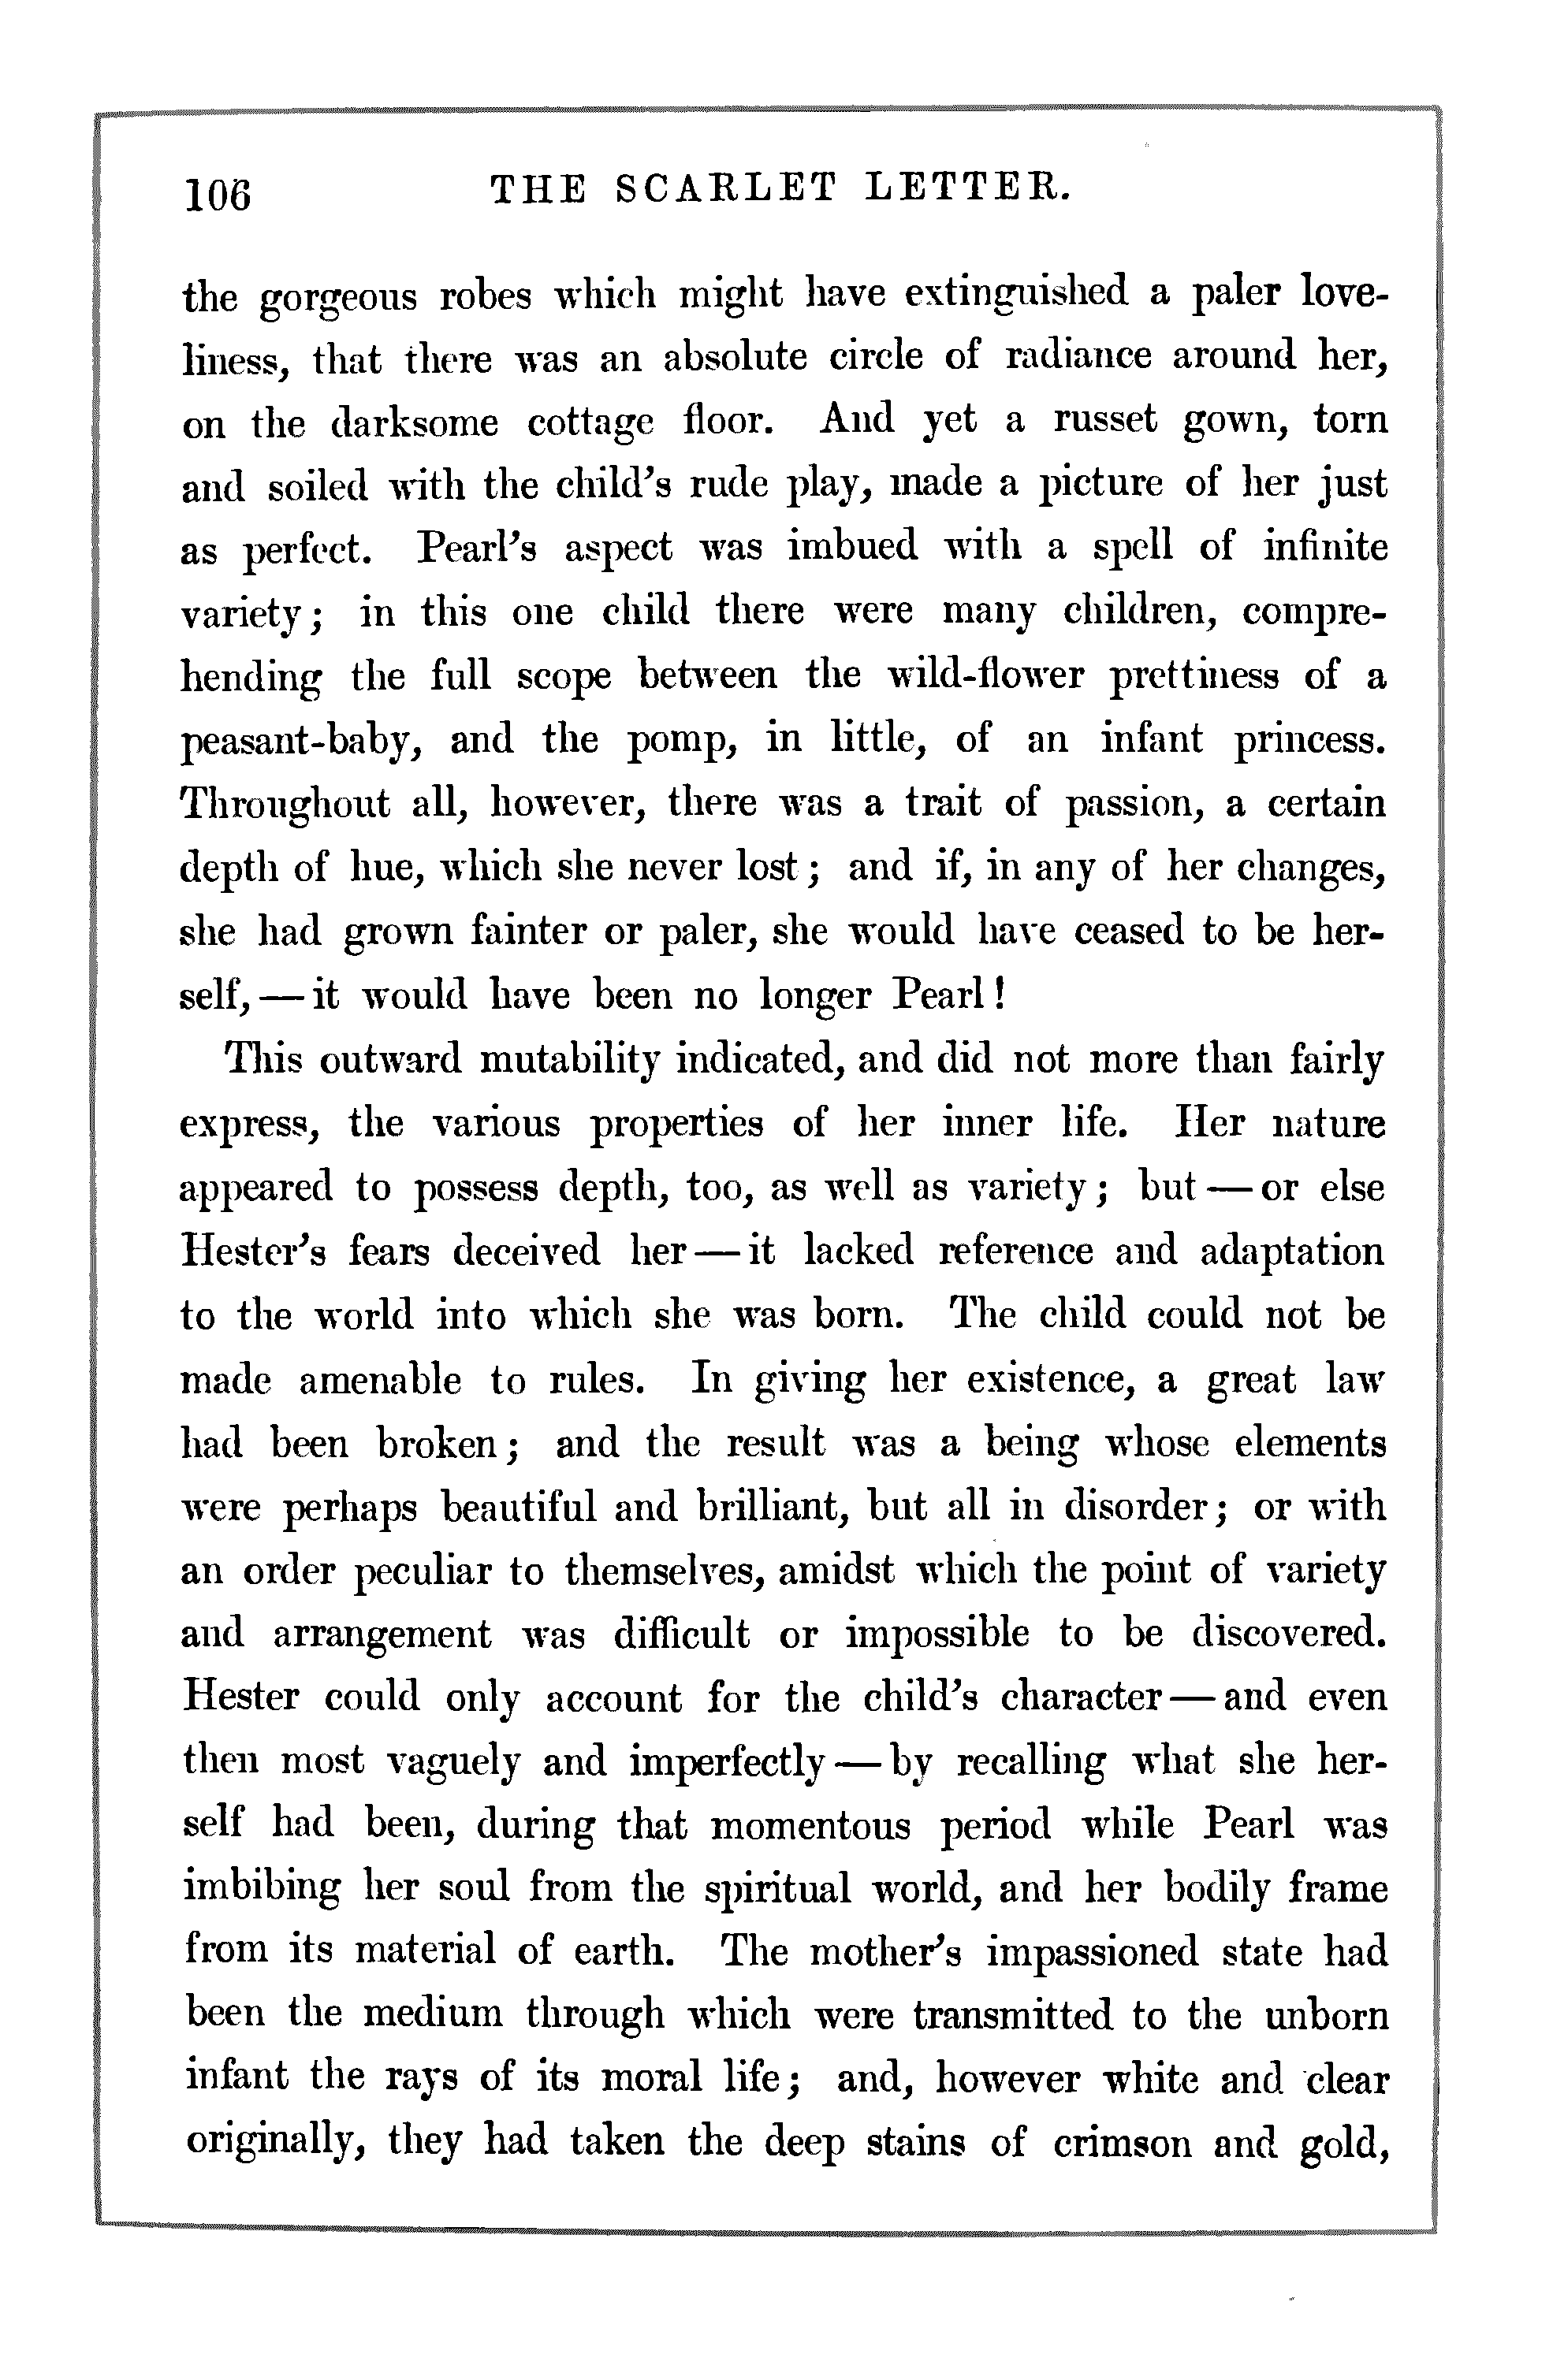 106 THE SCARLET LETTER.
the gorgeous robes which might have extinguished a paler love-
liness, that there was an absolute circle of radiance around her,
on the darksome cottage floor. And yet a russet gown, torn
and soiled with the child's rude play, made a picture of her just
as perfect. Pearl's aspect was imbued with a spell of infinite
variety; in this one child there were many children, compre-
hending the full scope between the wild-flower prettiness of a
peasant-baby, and the pomp, in little, of an infant princess.
Throughout all, however, there was a trait of passion, a certain
depth of hue, which she never lost; and if, in any of her changes,
she had grown fainter or paler, she would have ceased to be her-
self, — it would have been no longer Pearl!
This outward mutability indicated, and did not more than fairly
express, the various properties of her inner life. Her nature
appeared to possess depth, too, as well as variety; but — or else
Hester's fears deceived her — it lacked reference and adaptation
to the world into which she was born. The child could not be
made amenable to rules. In giving her existence, a great law
had been broken; and the result was a being whose elements
were perhaps beautiful and brilliant, but all in disorder; or with
an order peculiar to themselves, amidst which the point of variety
and arrangement was difficult or impossible to be discovered.
Hester could only account for the child's character — and even
then most vaguely and imperfectly — by recalling what she her-
self had been, during that momentous period while Pearl was
imbibing her soul from the spiritual world, and her bodily frame
from its material of earth. The mother's impassioned state had
been the medium through which were transmitted to the unborn
infant the rays of its moral life; and, however white and clear
originally, they had taken the deep stains of crimson and gold,